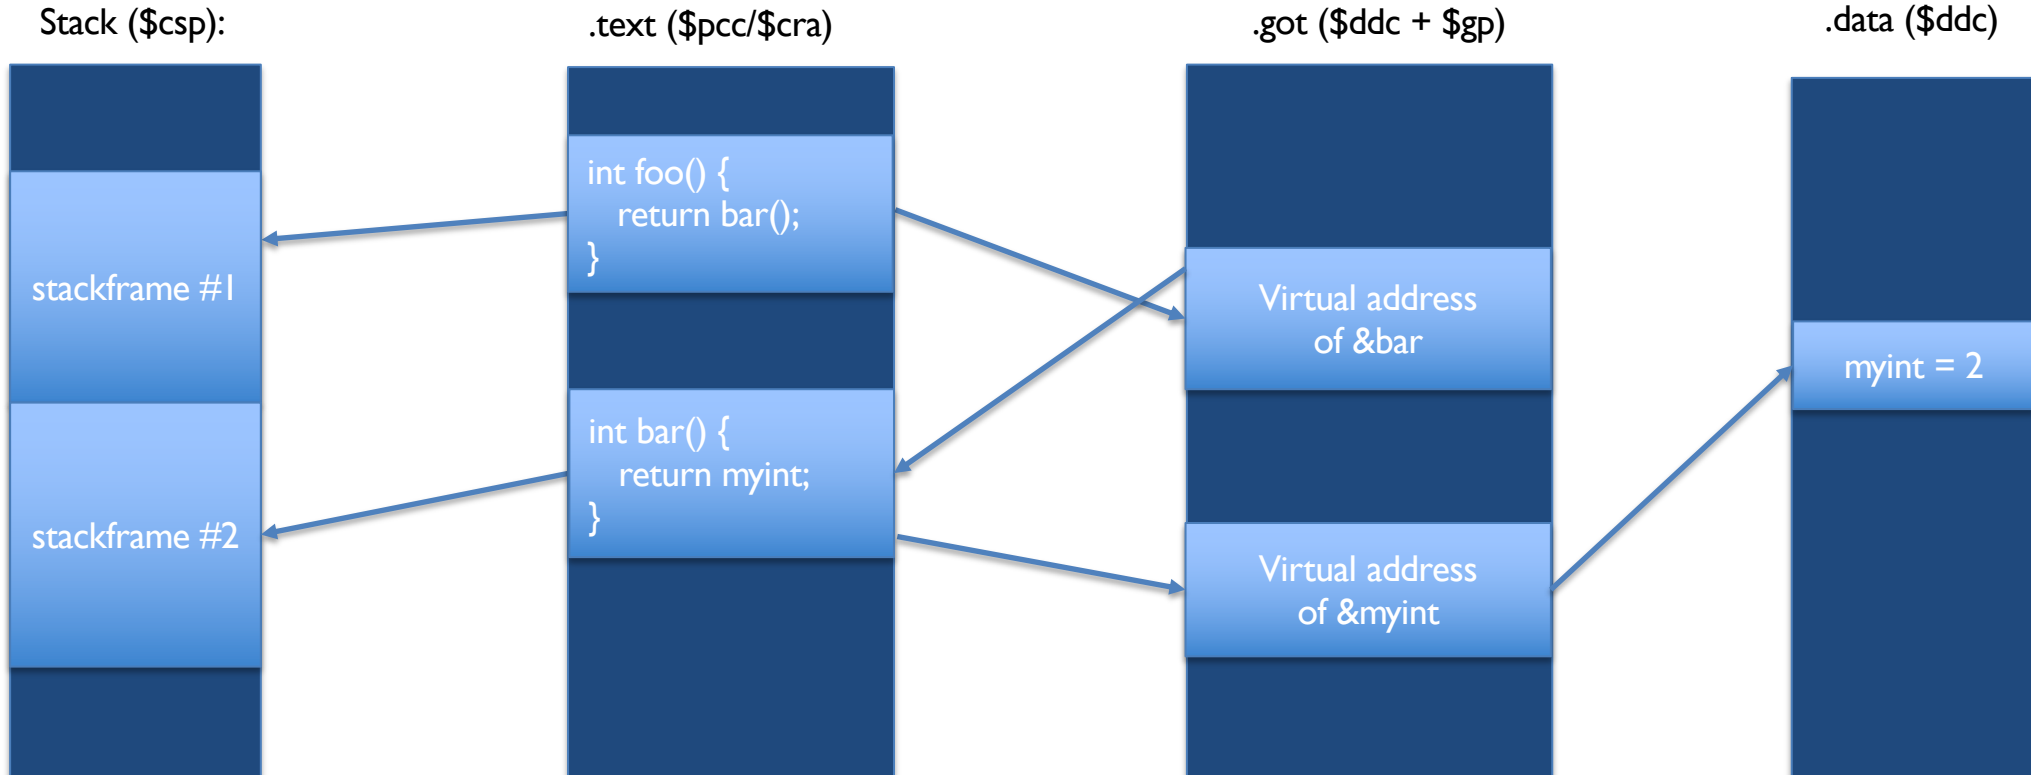 Stack ($csp):
.text ($pcc/$cra)
.got ($ddc + $gp)
.data ($ddc)
stackframe #1
stackframe #2
int foo() {
return bar();
}
int bar() {
return myint;
}
Virtual address
of &bar
Virtual address
of &myint
myint = 2